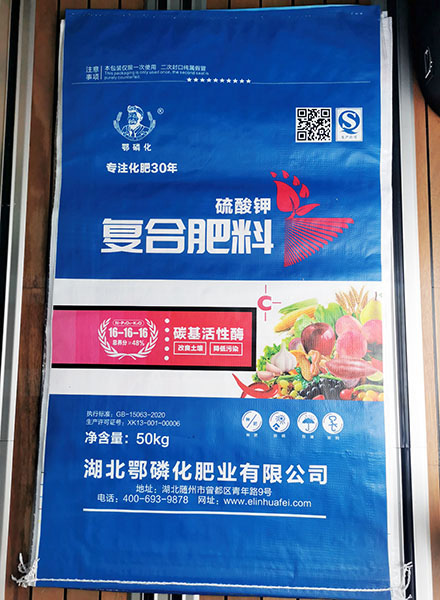 注意事项
本包装仅限一次使用 二次封口纯属假冒
This packaging is only used once, the second seal is purely counterfeit
★★★★★★★★★★
鄂磷化
专注化肥30年
硫酸钾
复合肥料
N-P₂O₅-K₂O
16-16-16
总养分≥48%
碳基活性酶
改良土壤 降低污染
执行标准：GB-15063-2020
生产许可证号：XK13-001-00006
净含量：50kg
湖北鄂磷化肥业有限公司
地址：湖北随州市曾都区青年路9号
电话：400-693-9878 网址：www.elinhuafei.com